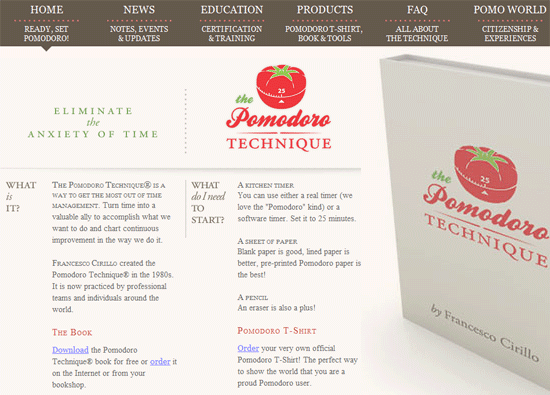 HOME
READY, SET
POMODORO!
NEWS
NOTES, EVENTS
& UPDATES
EDUCATION
CERTIFICATION
& TRAINING
PRODUCTS
POMODORO T-SHIRT,
BOOK & TOOLS
FAQ
ALL ABOUT
THE TECHNIQUE
POMO WORLD
CITIZENSHIP &
EXPERIENCES
ELIMINATE
the
ANXIETY OF TIME
25
the
Pomodoro
TECHNIQUE
WHAT
is
IT?
THE POMODORO TECHNIQUE® IS A
WAY TO GET THE MOST OUT OF TIME
MANAGEMENT. Turn time into a
valuable ally to accomplish what we
want to do and chart continuous
improvement in the way we do it.
FRANCESCO CIRILLO created the
Pomodoro Technique® in the 1980s.
It is now practiced by professional
teams and individuals around the
world.
THE BOOK
Download the Pomodoro
Technique® book for free or order it
on the Internet or from your
bookshop.
WHAT
do I need
TO
START?
A KITCHEN TIMER
You can use either a real timer (we
love the "Pomodoro" kind) or a
software timer. Set it to 25 minutes.
A SHEET OF PAPER
Blank paper is good, lined paper is
better, pre-printed Pomodoro paper is
the best!
A PENCIL
An eraser is also a plus!
POMODORO T-SHIRT
Order your very own official
Pomodoro T-Shirt! The perfect way
to show the world that you are a
proud Pomodoro user.
25
the
Pomodoro
TECHNIQUE
by Francesco Cirillo